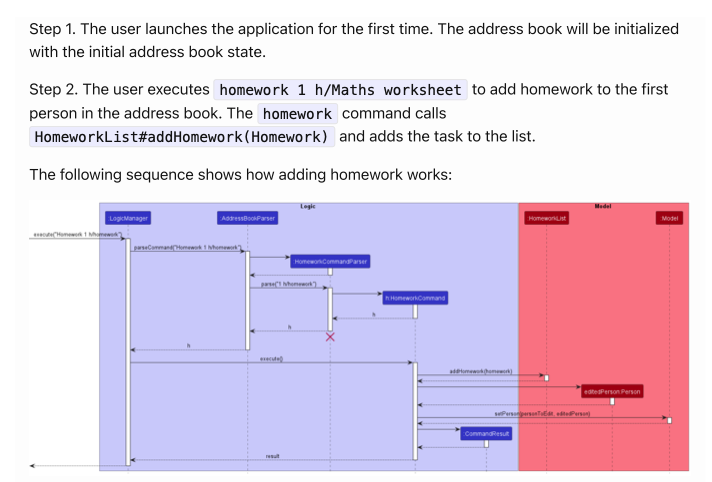 Step 1. The user launches the application for the first time. The address book will be initialized
with the initial address book state.
Step 2. The user executes homework 1 h/Maths worksheet to add homework to the first
person in the address book. The homework command calls
HomeworkList#addHomework(Homework) and adds the task to the list.
The following sequence shows how adding homework works:
Logic
Model
LogicManager
AddressBookParser
HomeworkList
Model
execute("Homework 1 h/homework")
parseCommand("Homework 1 h/homework")
HomeworkCommandParser
parse("1 h/homework")
h:HomeworkCommand
h
h
h
execute()
addHomework(homework)
editedPerson:Person
setPerson(personToEdit, editedPerson)
CommandResult
result